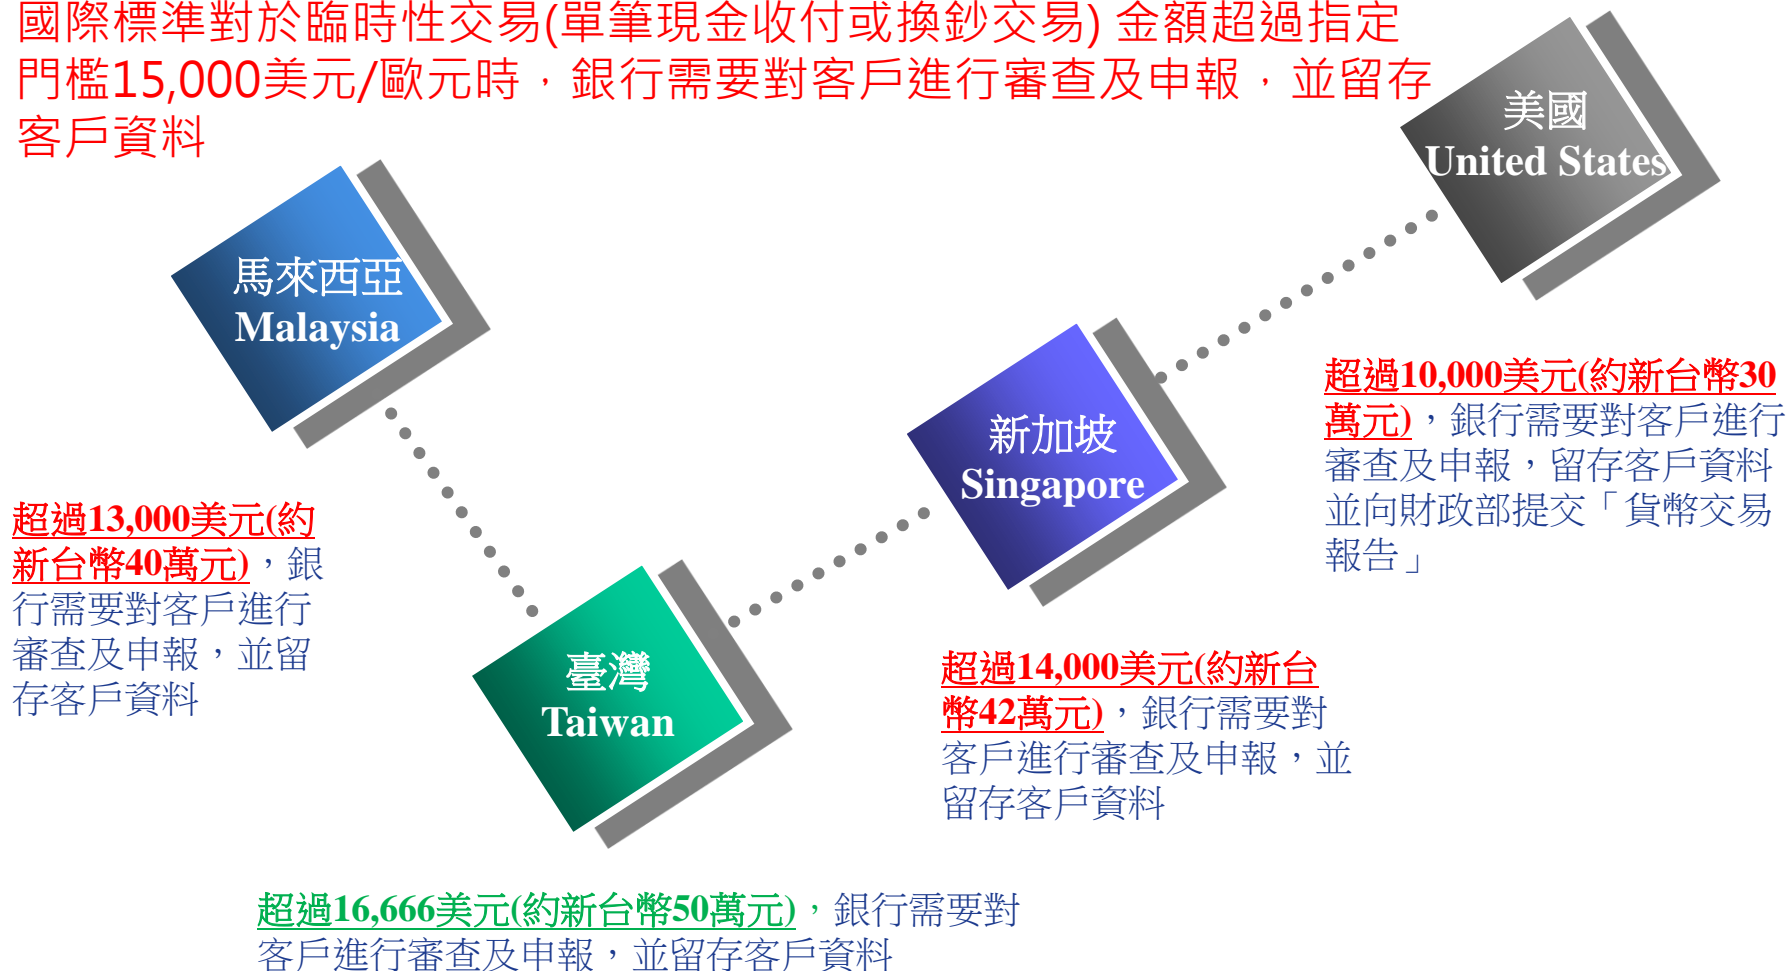 國際標準對於臨時性交易(單筆現金收付或換鈔交易) 金額超過指定
門檻15,000美元/歐元時，銀行需要對客戶進行審查及申報，並留存
客戶資料
美國
United States
馬來西亞
Malaysia
新加坡
Singapore
臺灣
Taiwan
超過10,000美元(約新台幣30
萬元)，銀行需要對客戶進行
審查及申報，留存客戶資料
並向財政部提交「貨幣交易
報告」
超過13,000美元(約
新台幣40萬元)，銀
行需要對客戶進行
審查及申報，並留
存客戶資料
超過14,000美元(約新台
幣42萬元)，銀行需要對
客戶進行審查及申報，並
留存客戶資料
超過16,666美元(約新台幣50萬元)，銀行需要對
客戶進行審查及申報，並留存客戶資料